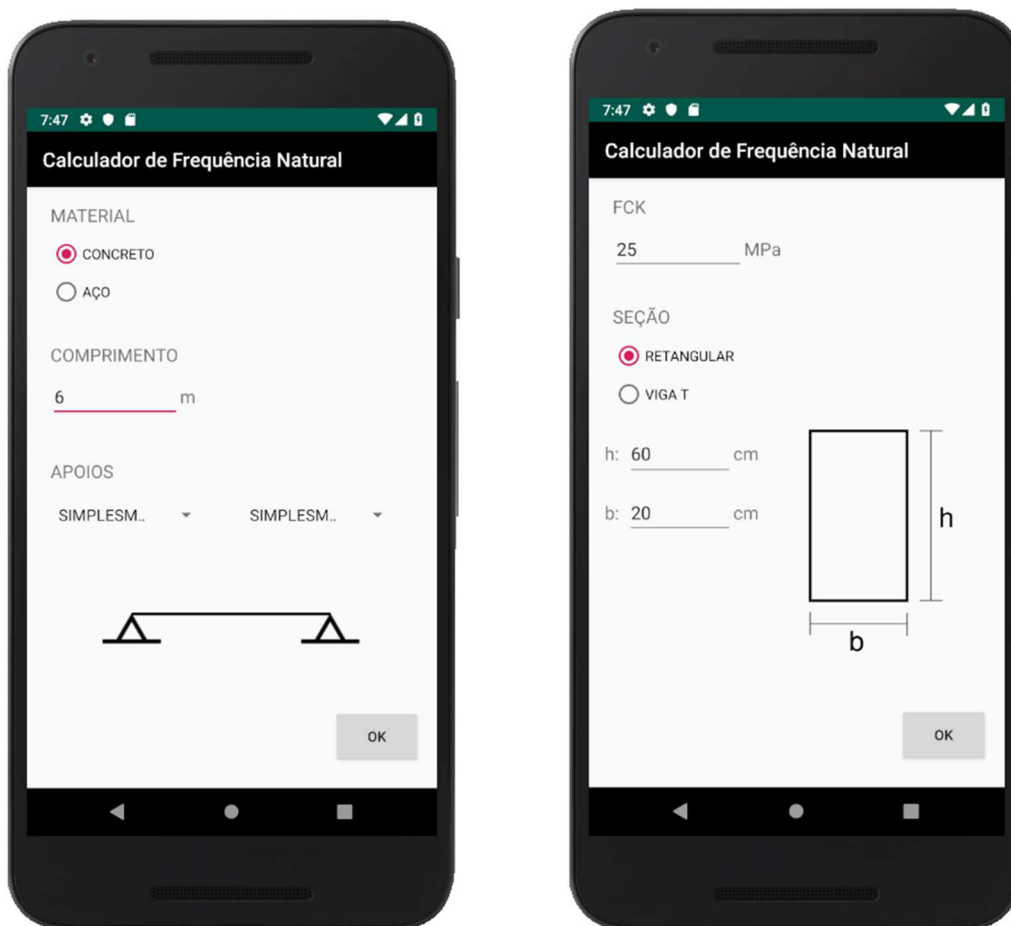 7:47
Calculador de Frequência Natural
MATERIAL
CONCRETO
AÇO
COMPRIMENTO
6 m
APOIOS
SIMPLESM.. SIMPLESM..
OK
7:47
Calculador de Frequência Natural
FCK
25 MPa
SEÇÃO
RETANGULAR
VIGA T
h: 60 cm
b: 20 cm
h
b
OK